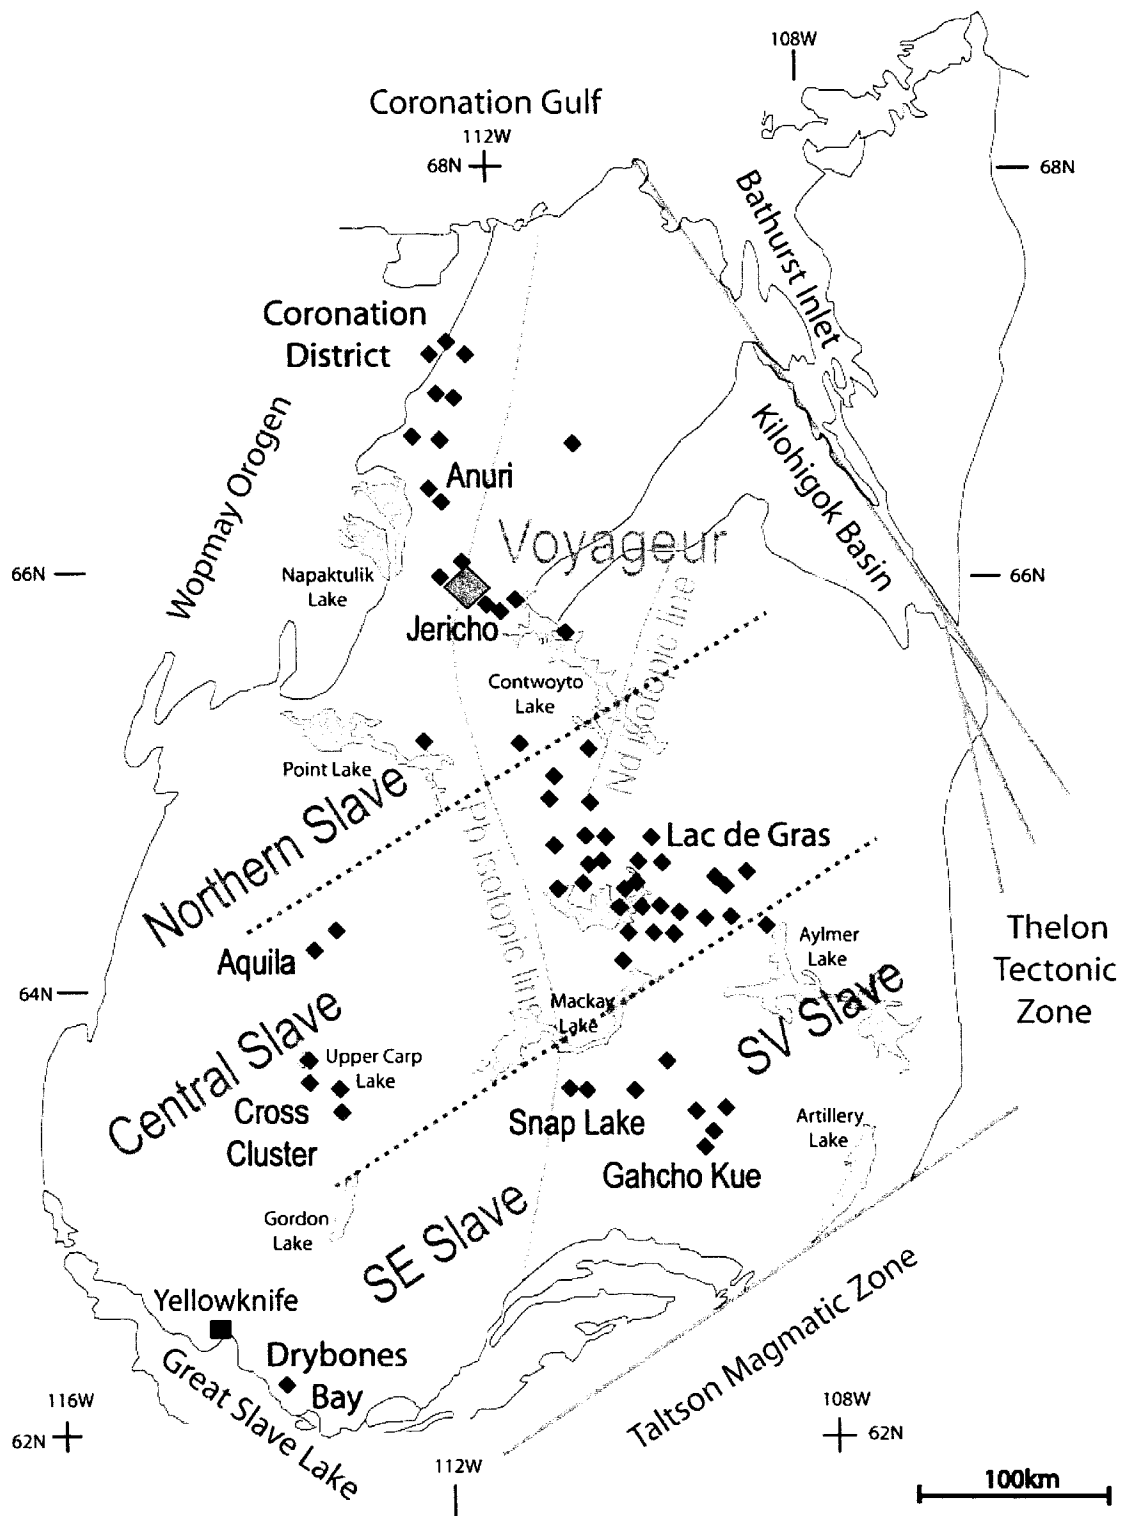 108W
Coronation Gulf
112W
68N
68N
Bathurst Inlet
Coronation
District
Wopmay Orogen
Anuri
Kilohigok Basin
Voyageur
66N
66N
Napaktulik
Lake
Jericho
Nd isotopic line
Contwoyto
Lake
Point Lake
Northern Slave
Pb isotopic line
Lac de Gras
Aquila
Aylmer
Lake
Thelon
Tectonic
Zone
64N
Mackay
Lake
SV Slave
Central Slave
Upper Carp
Lake
Cross
Cluster
Snap Lake
Artillery
Lake
Gahcho Kue
Gordon
Lake
SE Slave
Yellowknife
Taltson Magmatic Zone
Drybones
Bay
Great Slave Lake
116W
62N
108W
62N
112W
100km